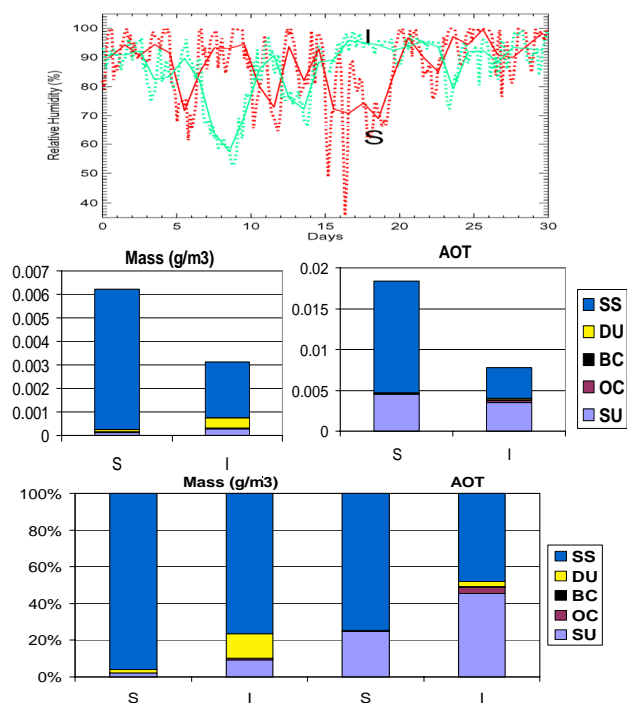 100
90
80
70
60
50
40
Relative Humidity (%)
I
S
0 5 10 15 20 25 30
Days
Mass (g/m3)
0.007
0.006
0.005
0.004
0.003
0.002
0.001
0
S I
AOT
0.02
0.015
0.01
0.005
0
S I
SS
DU
BC
OC
SU
Mass (g/m3) AOT
100%
80%
60%
40%
20%
0%
S I S I
SS
DU
BC
OC
SU